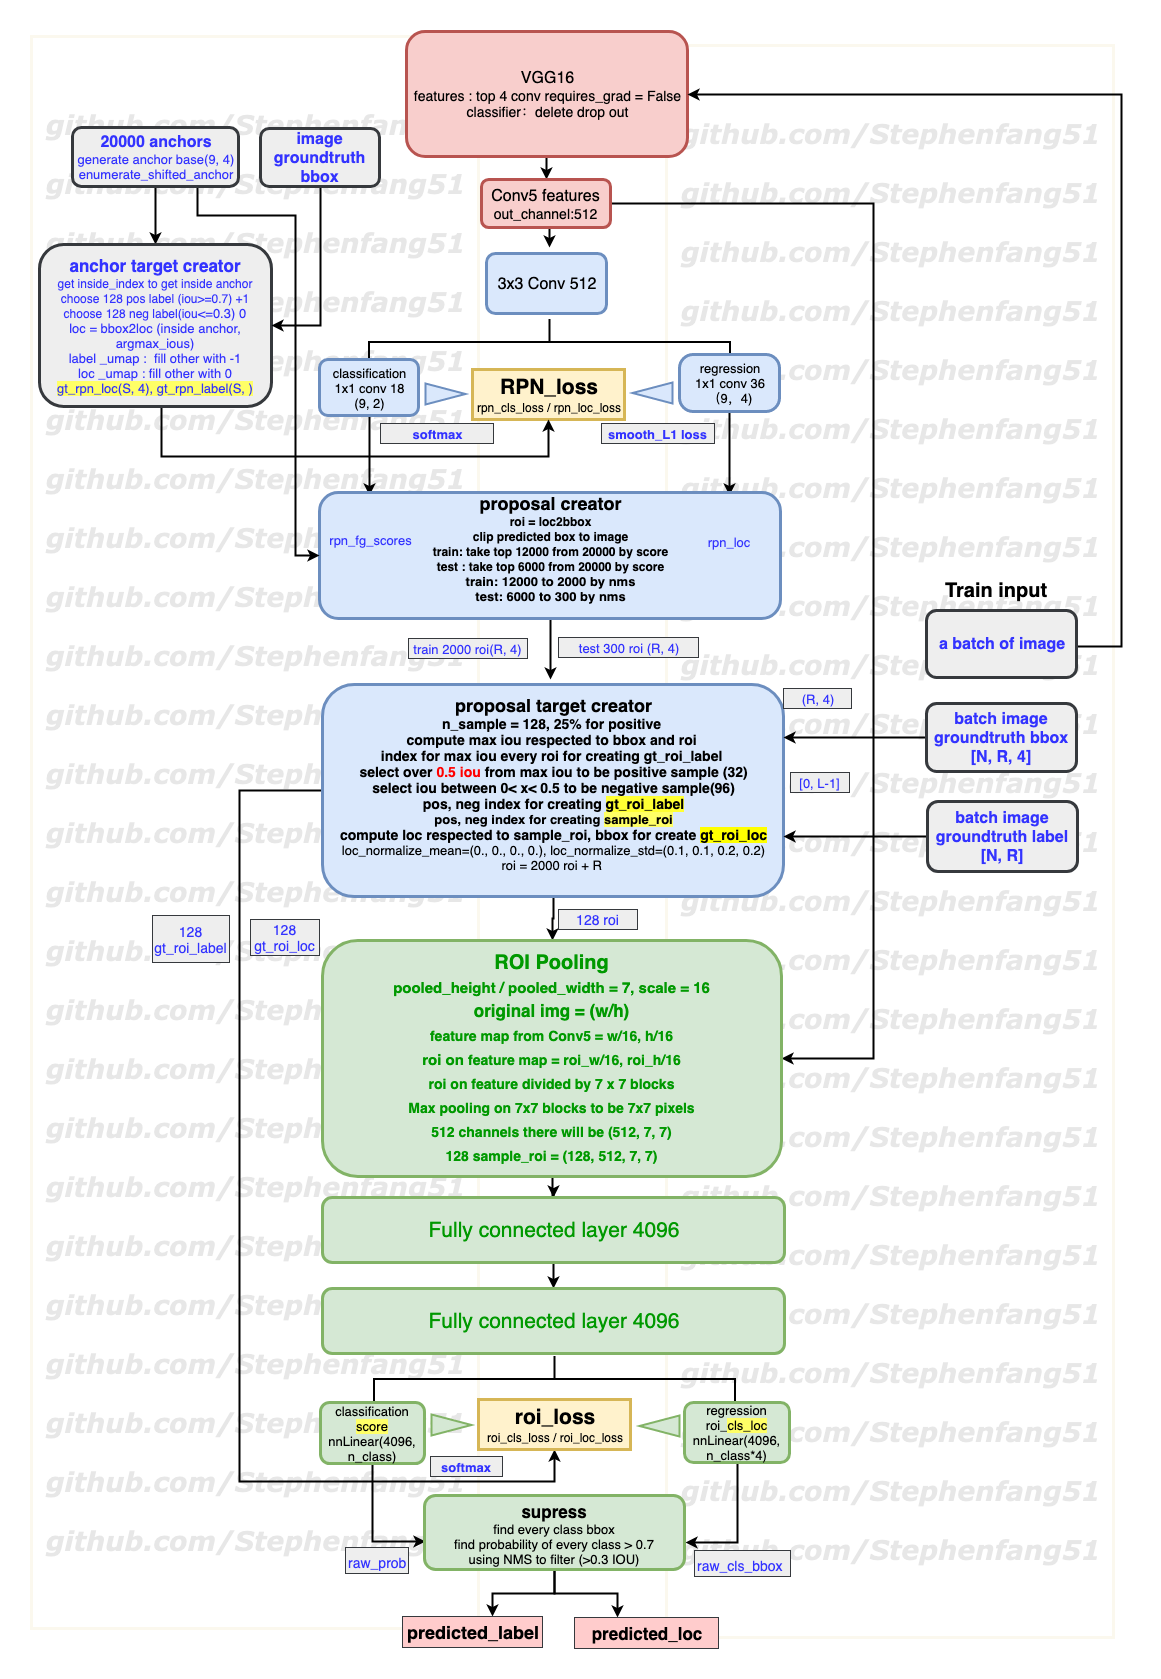 VGG16
features : top 4 conv requires_grad = False
classifier: delete drop out
20000 anchors
generate anchor base(9, 4)
enumerate_shifted_anchor
image
groundtruth
bbox
Conv5 features
out_channel:512
anchor target creator
get inside_index to get inside anchor
choose 128 pos label (iou>=0.7) +1
choose 128 neg label(iou<=0.3) 0
loc = bbox2loc (inside anchor,
argmax_ious)
label _umap : fill other with -1
loc _umap : fill other with 0
gt_rpn_loc(S, 4), gt_rpn_label(S, )
3x3 Conv 512
classification
1x1 conv 18
(9, 2)
RPN_loss
rpn_cls_loss / rpn_loc_loss
regression
1x1 conv 36
(9, 4)
softmax
smooth_L1 loss
proposal creator
roi = loc2bbox
clip predicted box to image
train: take top 12000 from 20000 by score
test : take top 6000 from 20000 by score
train: 12000 to 2000 by nms
test: 6000 to 300 by nms
rpn_fg_scores
rpn_loc
Train input
a batch of image
train 2000 roi(R, 4)
test 300 roi (R, 4)
proposal target creator
n_sample = 128, 25% for positive
compute max iou respected to bbox and roi
index for max iou every roi for creating gt_roi_label
select over 0.5 iou from max iou to be positive sample (32)
select iou between 0< x< 0.5 to be negative sample(96)
pos, neg index for creating gt_roi_label
pos, neg index for creating sample_roi
compute loc respected to sample_roi, bbox for create gt_roi_loc
loc_normalize_mean=(0., 0., 0., 0.), loc_normalize_std=(0.1, 0.1, 0.2, 0.2)
roi = 2000 roi + R
(R, 4)
batch image
groundtruth bbox
[N, R, 4]
[0, L-1]
batch image
groundtruth label
[N, R]
128
gt_roi_label
128
gt_roi_loc
128 roi
ROI Pooling
pooled_height / pooled_width = 7, scale = 16
original img = (w/h)
feature map from Conv5 = w/16, h/16
roi on feature map = roi_w/16, roi_h/16
roi on feature divided by 7 x 7 blocks
Max pooling on 7x7 blocks to be 7x7 pixels
512 channels there will be (512, 7, 7)
128 sample_roi = (128, 512, 7, 7)
Fully connected layer 4096
Fully connected layer 4096
classification
score
nnLinear(4096,
n_class)
roi_loss
roi_cls_loss / roi_loc_loss
regression
roi_cls_loc
nnLinear(4096,
n_class*4)
softmax
supress
find every class bbox
find probability of every class > 0.7
using NMS to filter (>0.3 IOU)
raw_prob
raw_cls_bbox
predicted_label
predicted_loc
github.com/Stephenfang51